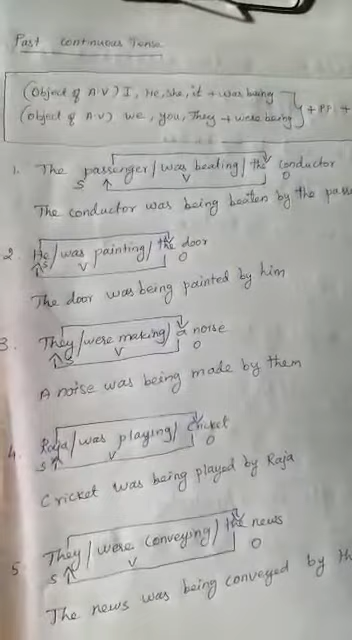 Past Continuous Tense
(Object of A.V) I, He, she, it → was being
(Object of A.V) We, you, They → were being } + PP +
1. The passenger / was beating / the conductor
S V O
The conductor was being beaten by the
2. He / was painting / the door
S V O
The door was being painted by him
3. They / were making / a noise
S V O
A noise was being made by them
4. Raja / was playing / Cricket
S V O
Cricket was being played by Raja
5 They / were conveying / the news
S V O
The news was being conveyed by